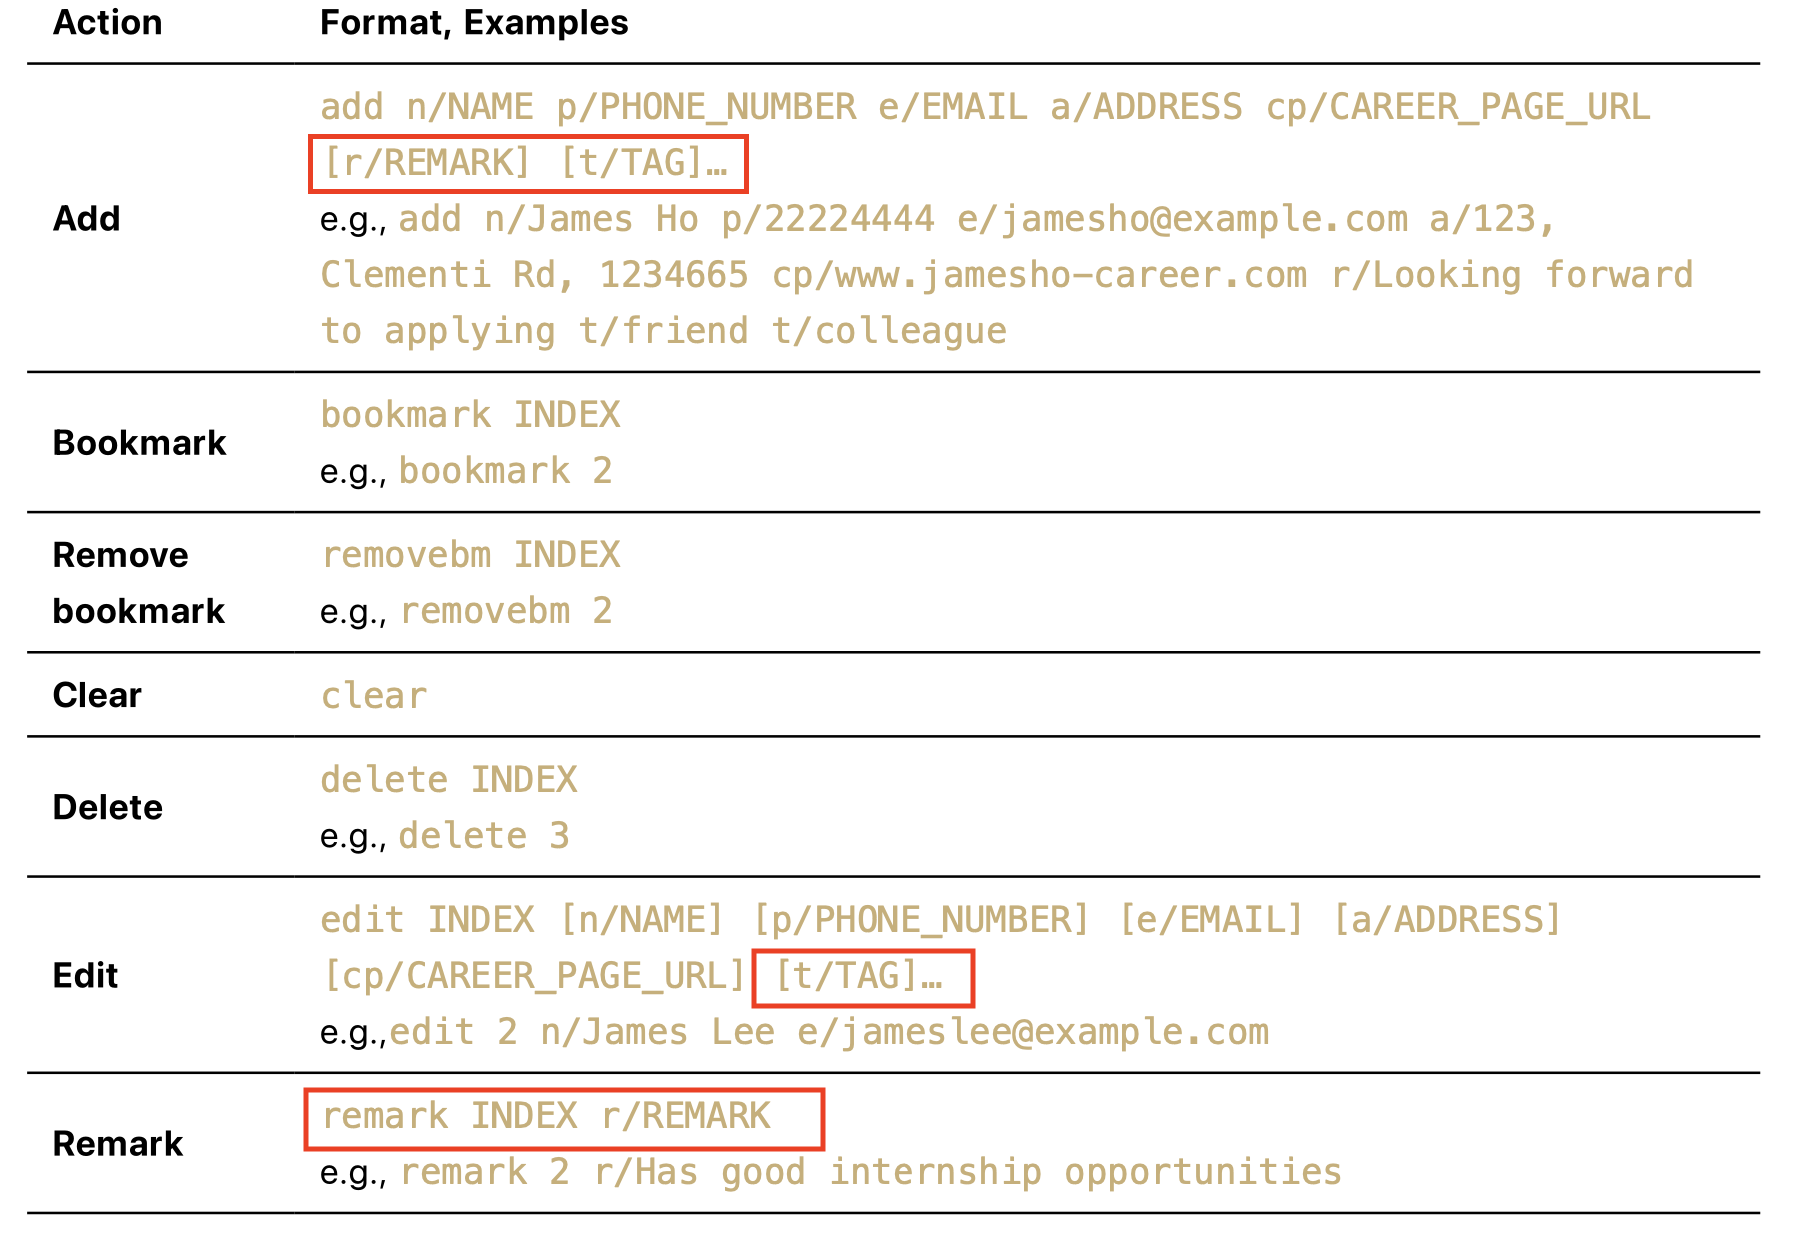 Action Format, Examples
add n/NAME p/PHONE_NUMBER e/EMAIL a/ADDRESS cp/CAREER_PAGE_URL
[r/REMARK] [t/TAG]…
Add e.g., add n/James Ho p/22224444 e/jamesho@example.com a/123,
Clementi Rd, 1234665 cp/www.jamesho-career.com r/Looking forward
to applying t/friend t/colleague
bookmark INDEX
Bookmark
e.g., bookmark 2
Remove removebm INDEX
bookmark e.g., removebm 2
Clear clear
delete INDEX
Delete
e.g., delete 3
edit INDEX [n/NAME] [p/PHONE_NUMBER] [e/EMAIL] [a/ADDRESS]
Edit [cp/CAREER_PAGE_URL] [t/TAG]…
e.g.,edit 2 n/James Lee e/jameslee@example.com
remark INDEX r/REMARK
Remark
e.g., remark 2 r/Has good internship opportunities